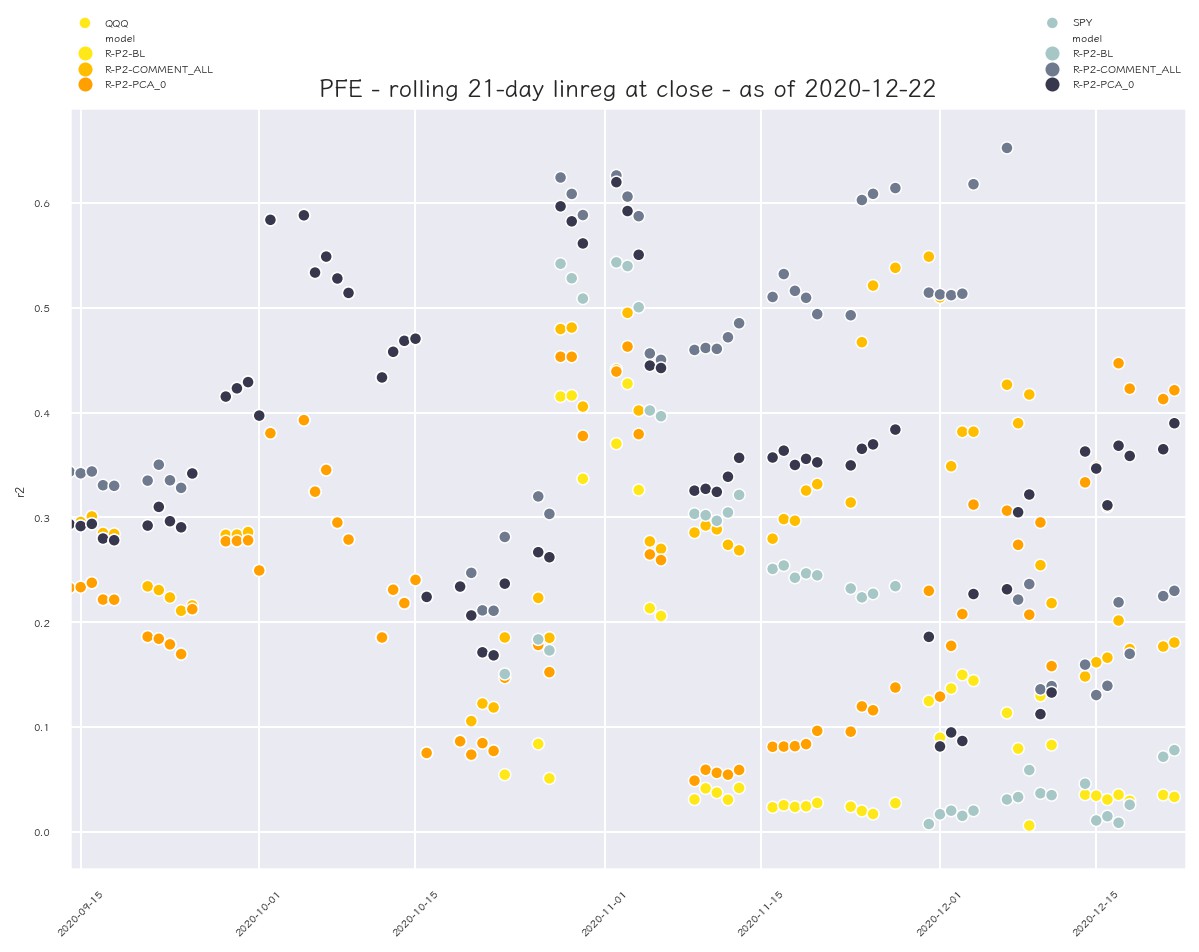 QQQ
model
R-P2-BL
R-P2-COMMENT_ALL
R-P2-PCA_0
SPY
model
R-P2-BL
R-P2-COMMENT_ALL
R-P2-PCA_0
PFE - rolling 21-day linreg at close - as of 2020-12-22
r2
0.6
0.5
0.4
0.3
0.2
0.1
0.0
2020-09-15
2020-10-01
2020-10-15
2020-11-01
2020-11-15
2020-12-01
2020-12-15